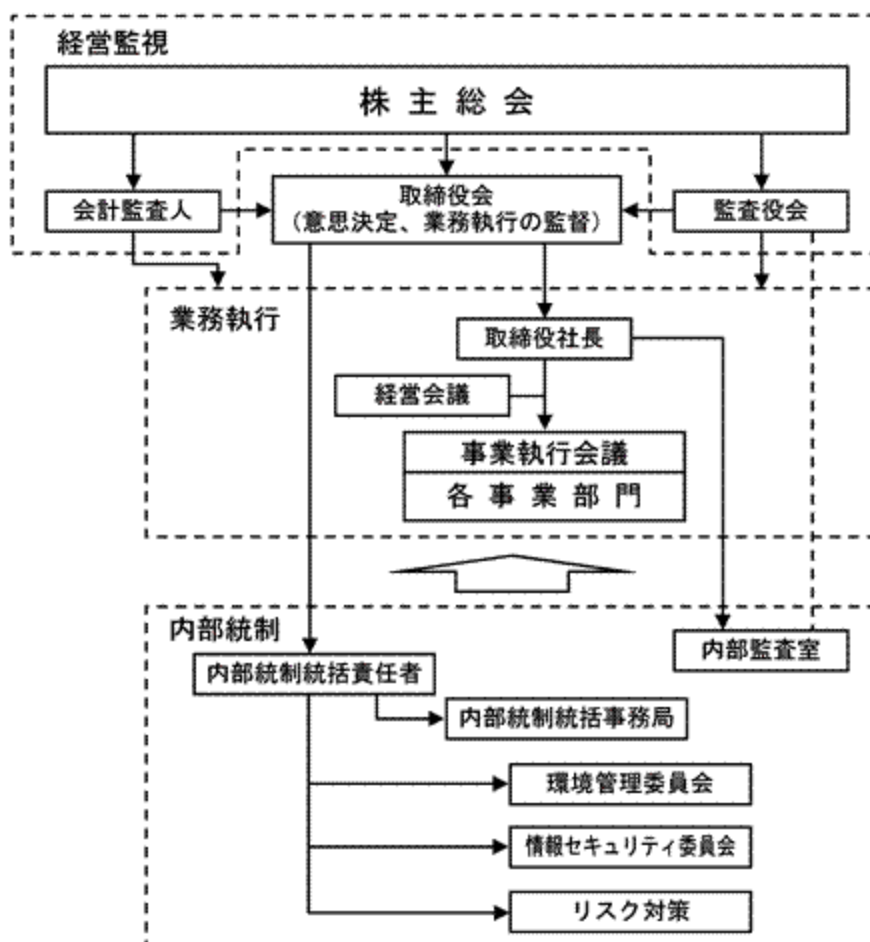 経営監視
株主総会
会計監査人
取締役会
（意思決定、業務執行の監督）
監査役会
業務執行
取締役社長
経営会議
事業執行会議
各事業部門
内部統制
内部監査室
内部統制統括責任者
内部統制統括事務局
環境管理委員会
情報セキュリティ委員会
リスク対策